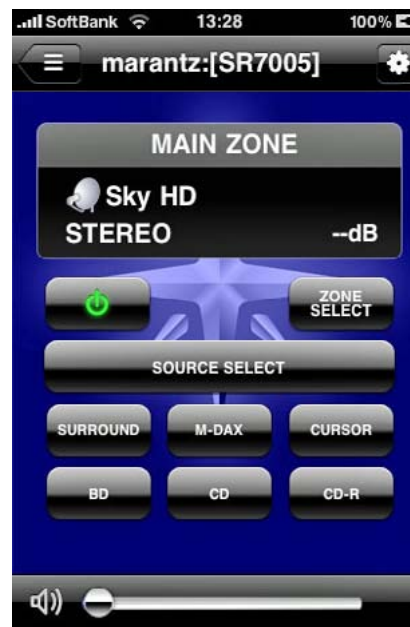 SoftBank 13:28 100%
marantz:[SR7005]
MAIN ZONE
Sky HD
STEREO --dB
ZONE
SELECT
SOURCE SELECT
SURROUND M-DAX CURSOR
BD CD CD-R